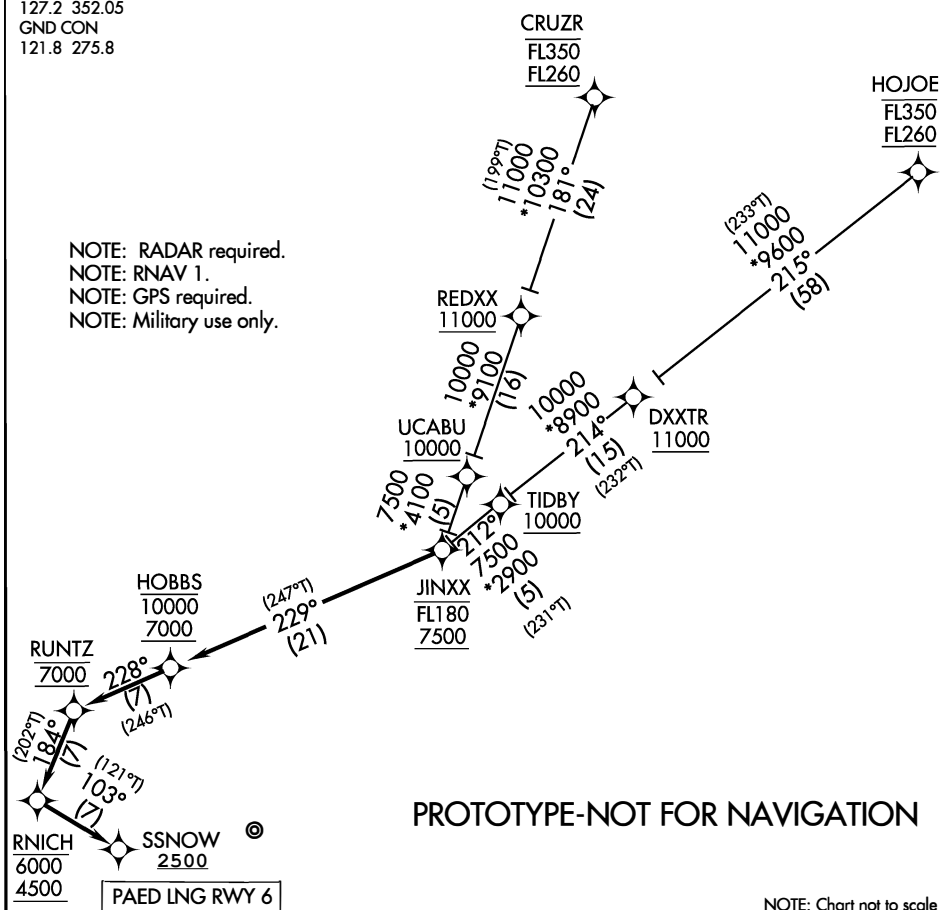 127.2 352.05
GND CON
121.8 275.8
CRUZR
FL350
FL260
HOJOE
FL350
FL260
(199°T)
11000
*10300
181°
(24)
(233°T)
11000
*9600
215°
(58)
NOTE: RADAR required.
NOTE: RNAV 1.
NOTE: GPS required.
NOTE: Military use only.
REDXX
11000
10000
*9100
(16)
10000
*8900
214°
(15)
(232°T)
DXXTR
11000
UCABU
10000
7500
*4100
(5)
TIDBY
10000
212°
7500
*2900
(5)
(231°T)
JINXX
FL180
7500
(247°T)
229°
(21)
HOBBS
10000
7000
RUNTZ
7000
228°
(7)
(246°T)
(202°T)
184°
(7)
(121°T)
103°
(7)
RNICH
6000
4500
SSNOW
2500
PROTOTYPE-NOT FOR NAVIGATION
PAED LNG RWY 6
NOTE: Chart not to scale